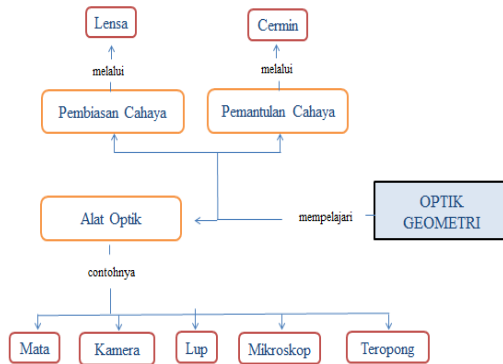 Lensa
Cermin
melalui
melalui
Pembiasan Cahaya
Pemantulan Cahaya
Alat Optik
mempelajari
OPTIK
GEOMETRI
contohnya
Mata
Kamera
Lup
Mikroskop
Teropong